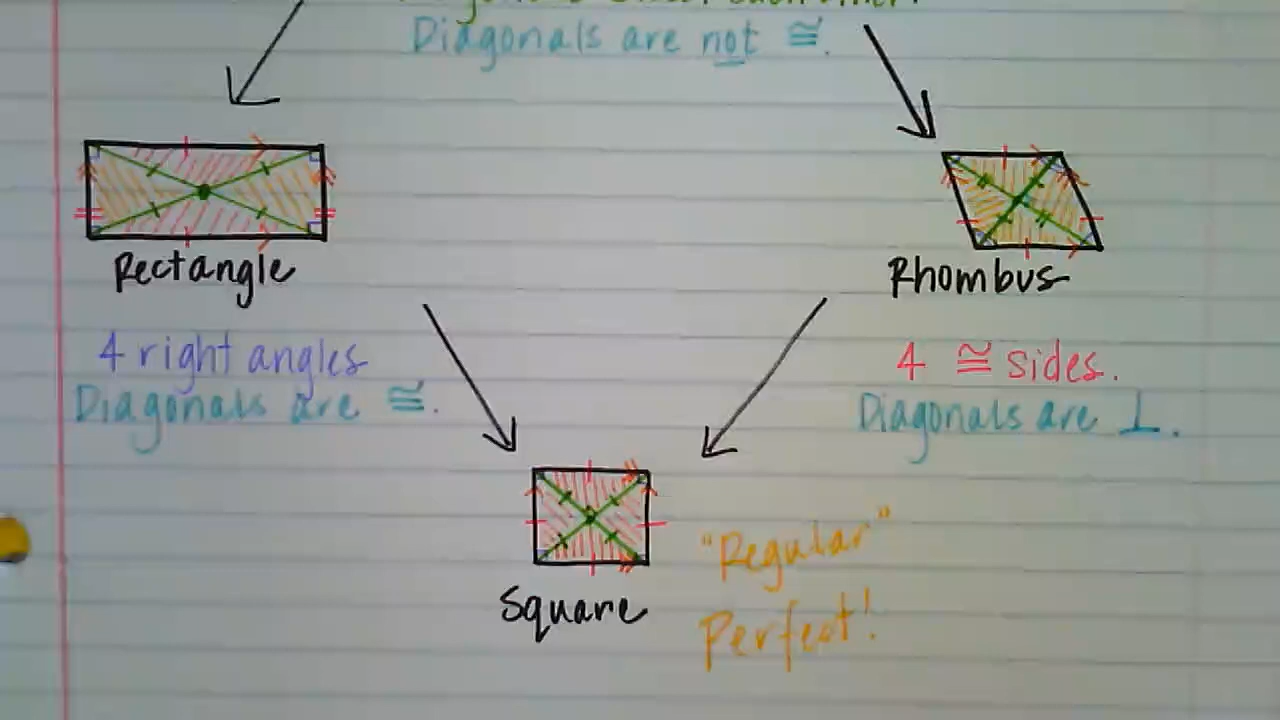 Diagonals are not ≅.
Rectangle
Rhombus
4 right angles
Diagonals are ≅.
4 ≅ sides.
Diagonals are ⊥.
"Regular"
Perfect!
Square